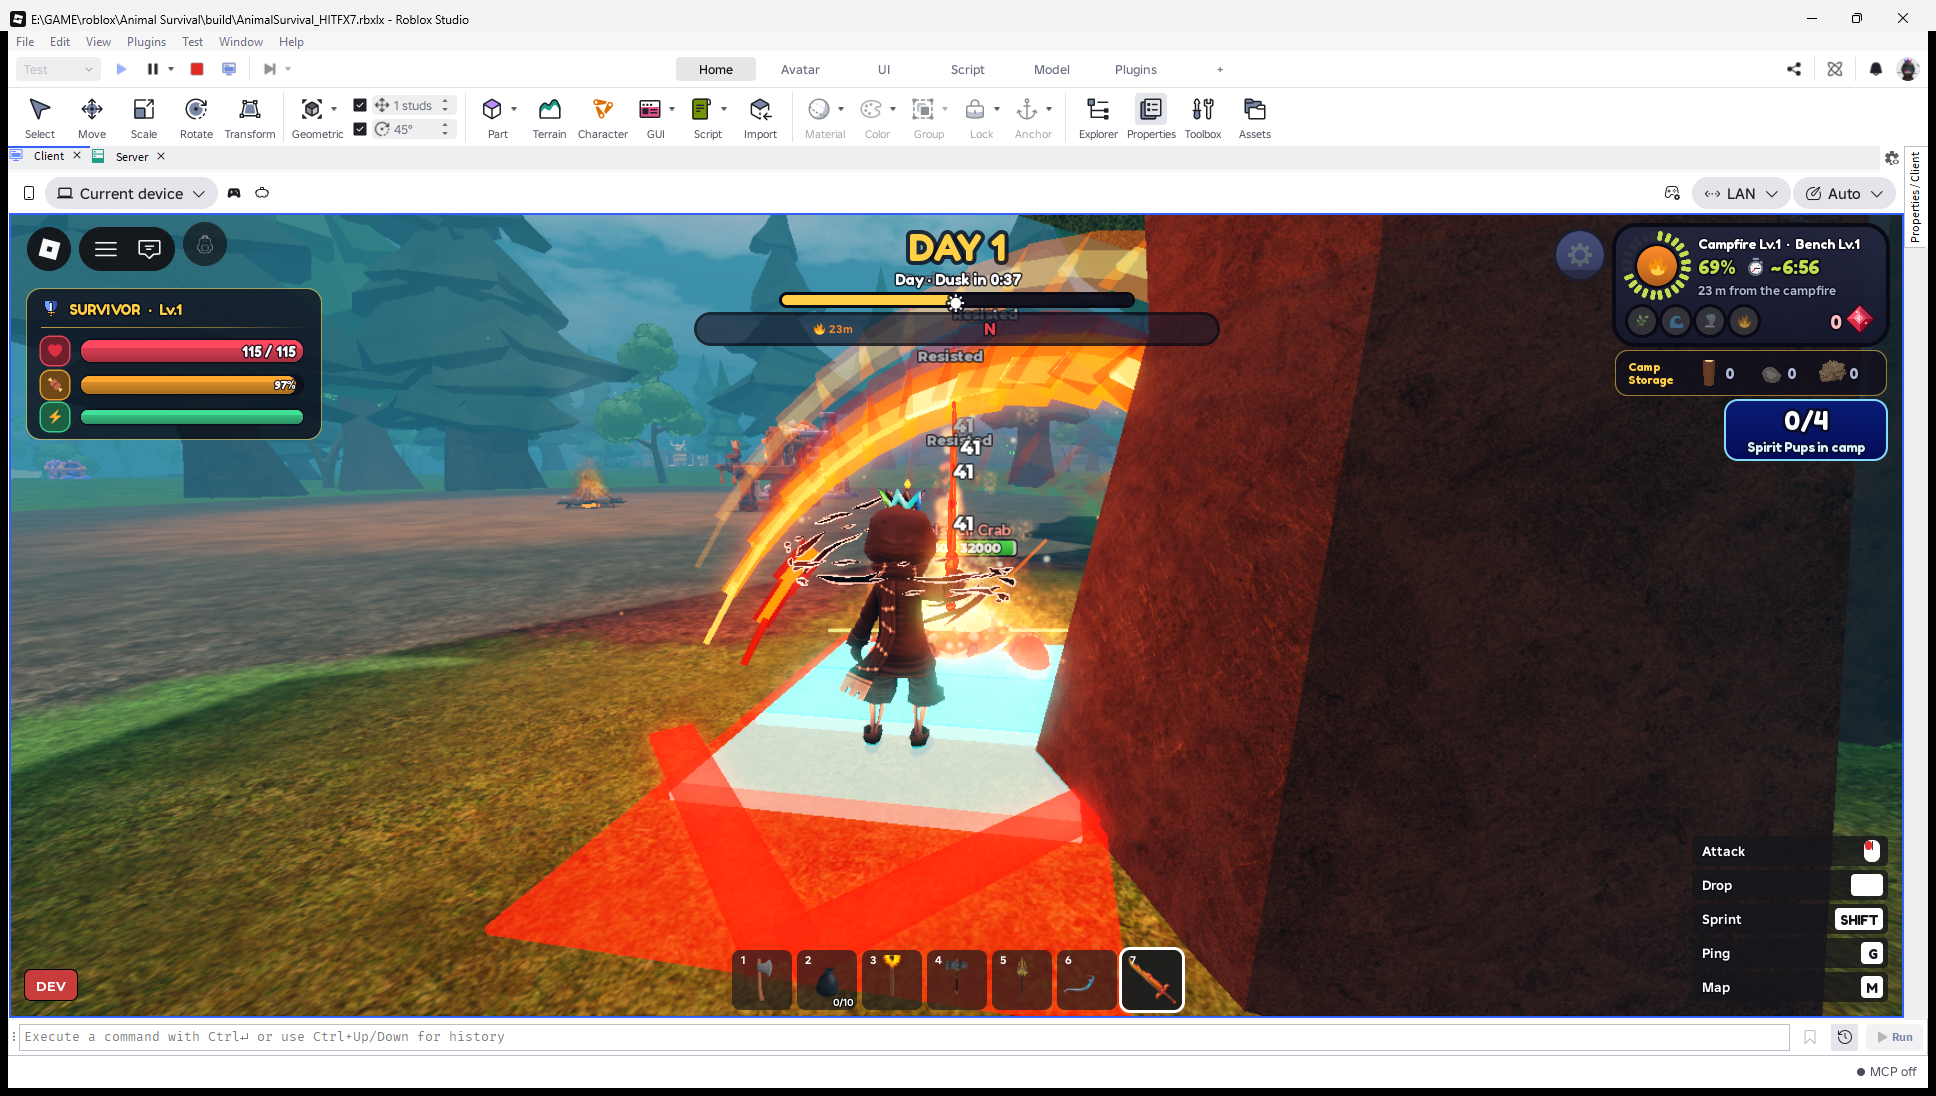 E:\GAME\roblox\Animal Survival\build\AnimalSurvival_HITFX7.rbxlx - Roblox Studio
File Edit View Plugins Test Window Help
Test
Home Avatar UI Script Model Plugins +
1 studs
45°
Select Move Scale Rotate Transform Geometric Part Terrain Character GUI Script Import Material Color Group Lock Anchor Explorer Properties Toolbox Assets
Client Server
Properties / Client
Current device
LAN Auto
DAY 1
Day · Dusk in 0:37
Resisted
23m
N
Resisted
SURVIVOR · Lv.1
115 / 115
97%
Campfire Lv.1 · Bench Lv.1
69% ~6:56
23 m from the campfire
0
Camp Storage
0 0 0
0/4
Spirit Pups in camp
41
Resisted
41
41
41
Crab
32000
Attack
Drop
Sprint SHIFT
Ping G
Map M
DEV
1 2 3 4 5 6 7
0/10
Execute a command with Ctrl↵ or use Ctrl+Up/Down for history
Run
MCP off